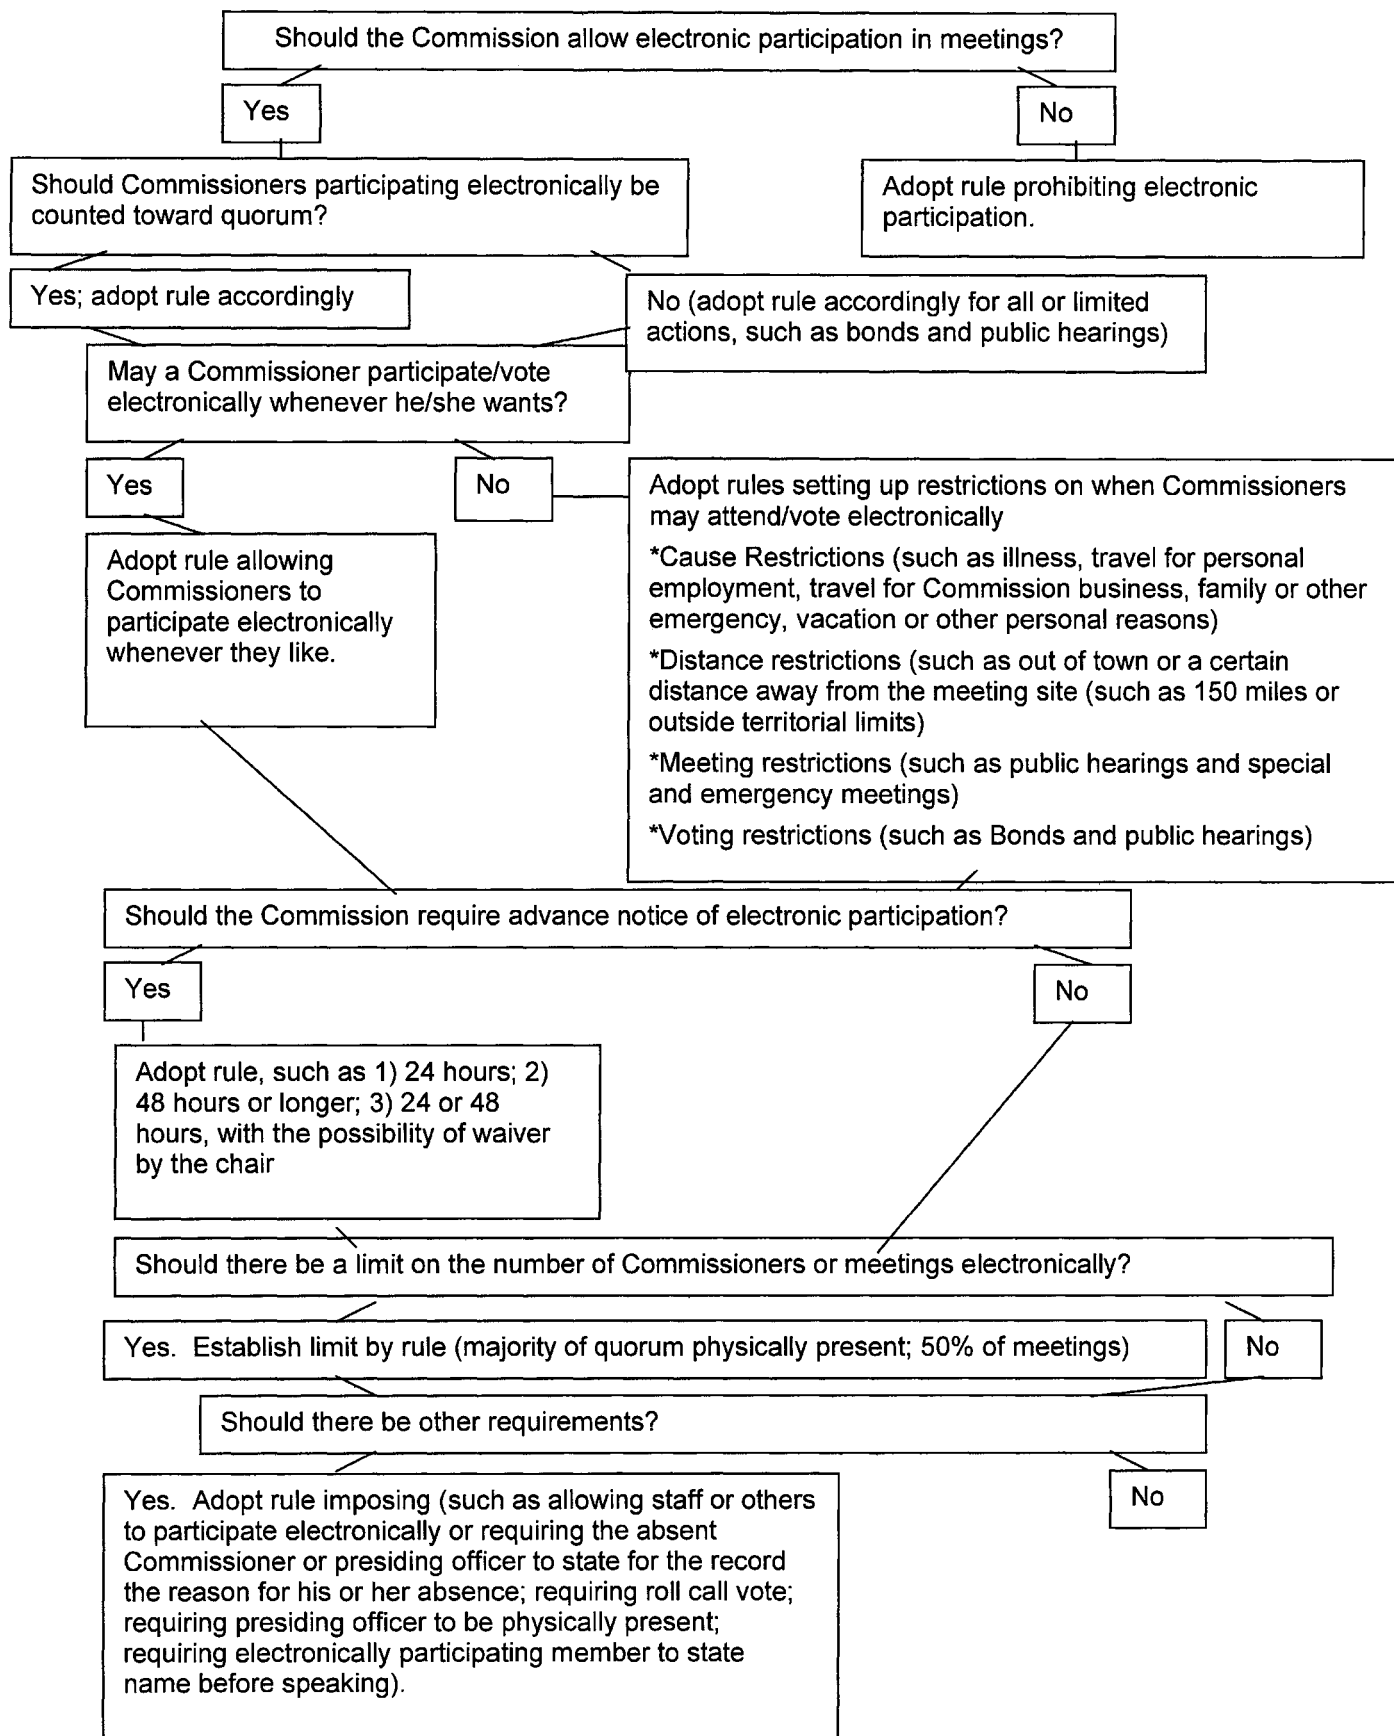 Should the Commission allow electronic participation in meetings?
Yes
No
Should Commissioners participating electronically be
counted toward quorum?
Adopt rule prohibiting electronic
participation.
Yes; adopt rule accordingly
No (adopt rule accordingly for all or limited
actions, such as bonds and public hearings)
May a Commissioner participate/vote
electronically whenever he/she wants?
Yes
No
Adopt rule allowing
Commissioners to
participate electronically
whenever they like.
Adopt rules setting up restrictions on when Commissioners
may attend/vote electronically
*Cause Restrictions (such as illness, travel for personal
employment, travel for Commission business, family or other
emergency, vacation or other personal reasons)
*Distance restrictions (such as out of town or a certain
distance away from the meeting site (such as 150 miles or
outside territorial limits)
*Meeting restrictions (such as public hearings and special
and emergency meetings)
*Voting restrictions (such as Bonds and public hearings)
Should the Commission require advance notice of electronic participation?
Yes
No
Adopt rule, such as 1) 24 hours; 2)
48 hours or longer; 3) 24 or 48
hours, with the possibility of waiver
by the chair
Should there be a limit on the number of Commissioners or meetings electronically?
Yes. Establish limit by rule (majority of quorum physically present; 50% of meetings)
No
Should there be other requirements?
Yes. Adopt rule imposing (such as allowing staff or others
to participate electronically or requiring the absent
Commissioner or presiding officer to state for the record
the reason for his or her absence; requiring roll call vote;
requiring presiding officer to be physically present;
requiring electronically participating member to state
name before speaking).
No